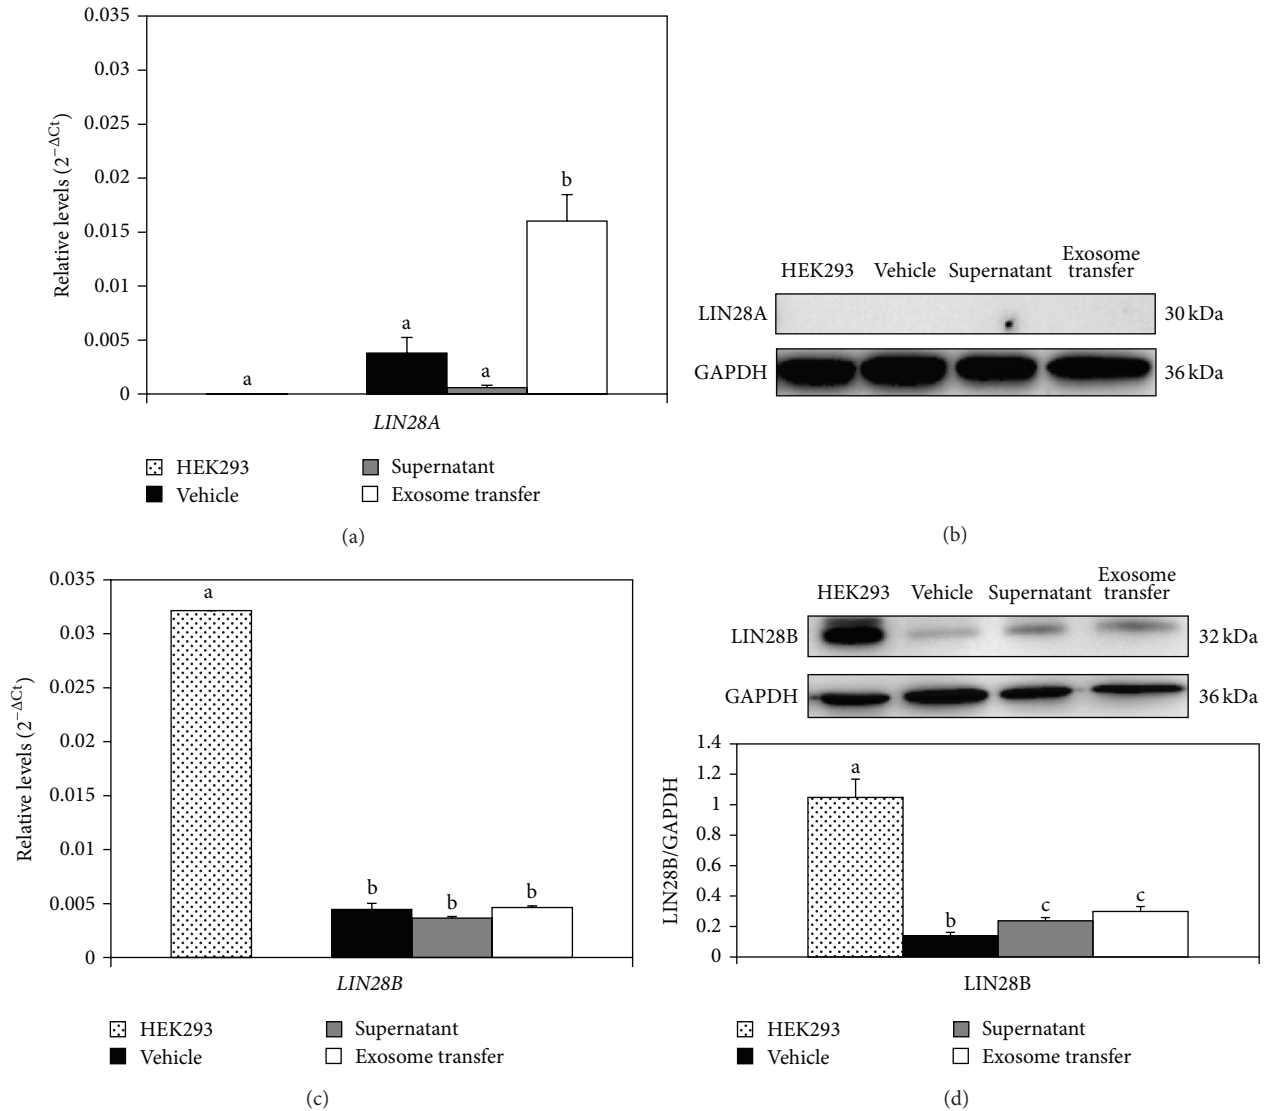 0.035
0.03
0.025
0.02
0.015
0.01
0.005
0
Relative levels (2^−ΔCt)
a
a
a
b
LIN28A
HEK293
Supernatant
Vehicle
Exosome transfer
(a)
HEK293 Vehicle Supernatant Exosome
transfer
LIN28A 30 kDa
GAPDH 36 kDa
(b)
0.035
0.03
0.025
0.02
0.015
0.01
0.005
0
Relative levels (2^−ΔCt)
a
b
b
b
LIN28B
HEK293
Supernatant
Vehicle
Exosome transfer
(c)
HEK293 Vehicle Supernatant Exosome
transfer
LIN28B 32 kDa
GAPDH 36 kDa
1.4
1.2
1
0.8
0.6
0.4
0.2
0
LIN28B/GAPDH
a
b
c
c
LIN28B
HEK293
Supernatant
Vehicle
Exosome transfer
(d)